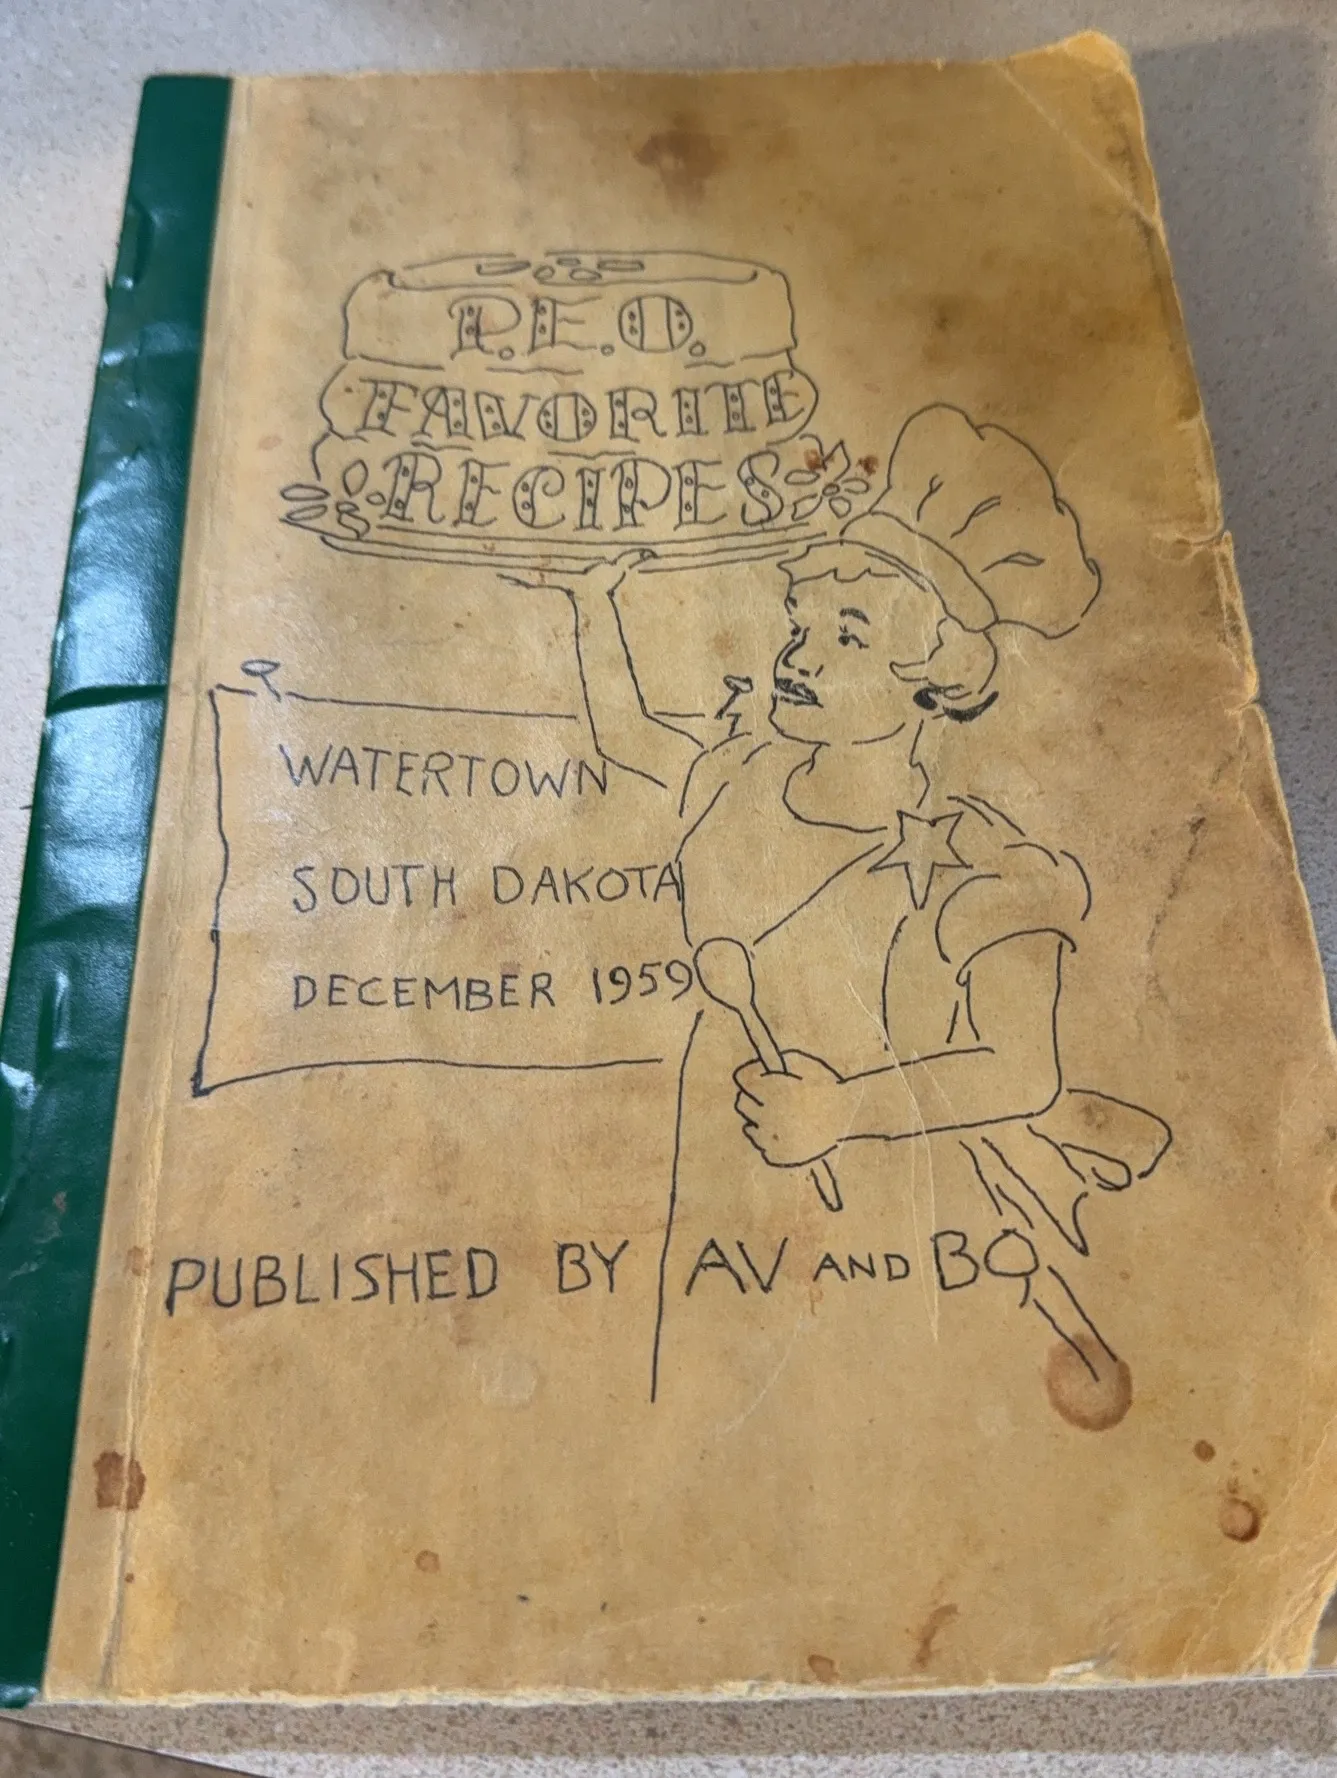 P.E.O.
FAVORITE
RECIPES
WATERTOWN
SOUTH DAKOTA
DECEMBER 1959
PUBLISHED BY AV AND BO